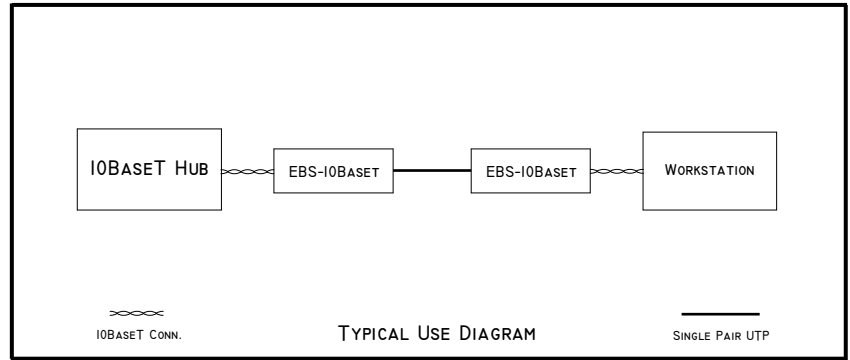 10BaseT Hub
EBS-10Baset
EBS-10Baset
Workstation
10BaseT Conn.
Typical Use Diagram
Single Pair UTP